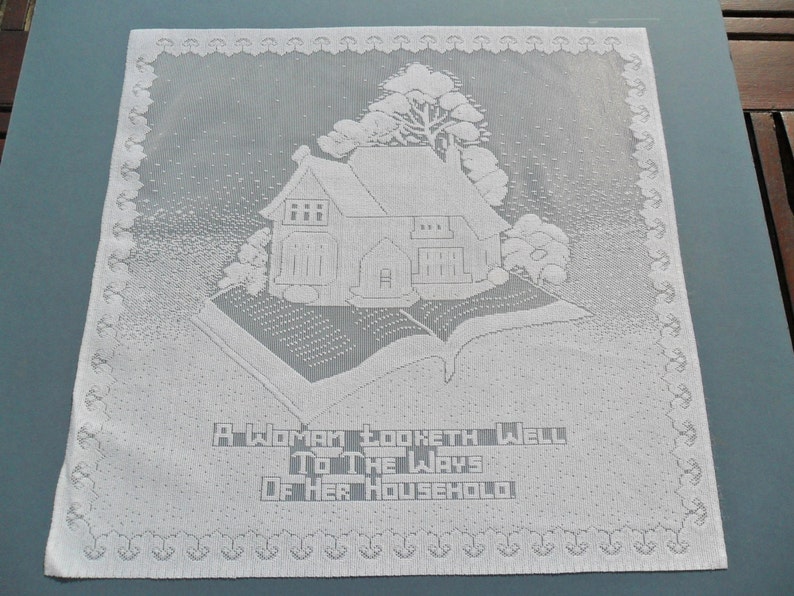 A Woman Looketh Well
To The Ways
Of Her Household